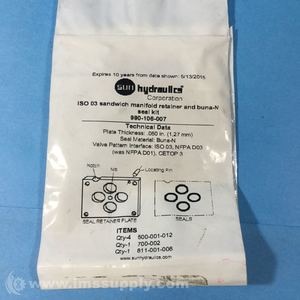 Expires 10 years from date shown: 5/13/2015
sun hydraulics
Corporation
ISO 03 sandwich manifold retainer and buna-N
seal kit
990-106-007
Technical Data
Plate Thickness: .050 in. (1.27 mm)
Seal Material: Buna-N
Valve Pattern Interface: ISO 03, NFPA D03
(was NFPA D01), CETOP 3
Notch
Nib
Locating Pin
SEAL RETAINER PLATE
SEALS
ITEMS
Qty-4 500-001-012
Qty-1 700-002
Qty-1 811-001-006
www.sunhydraulics.com
© www.imssupply.com